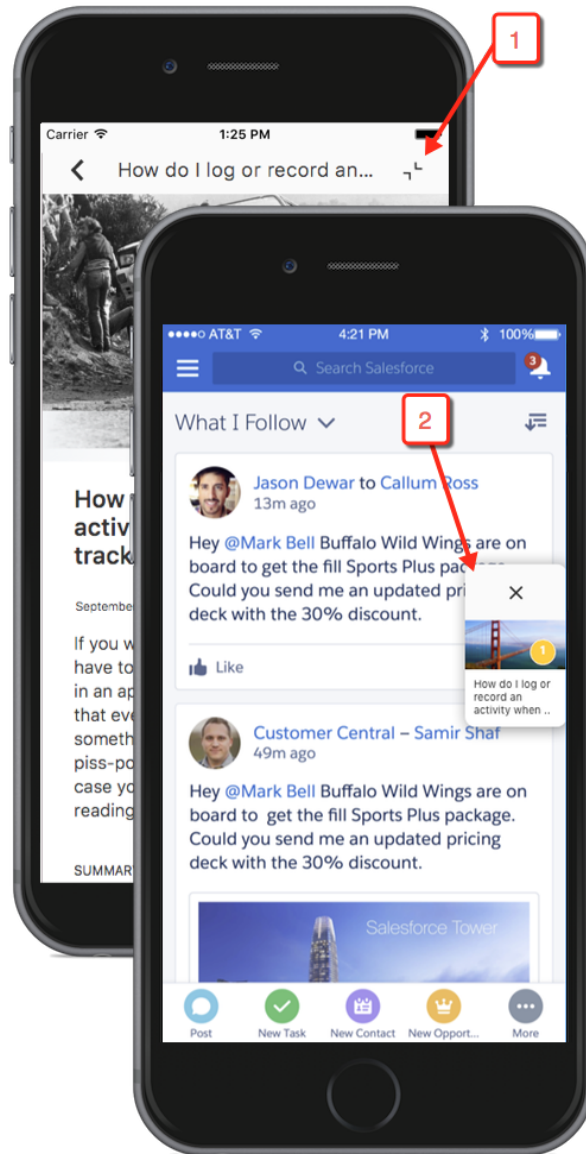 1
Carrier
1:25 PM
How do I log or record an...
How
activ
track
September
If you w
have to
in an ap
that eve
someth
piss-po
case yo
reading
SUMMAR
AT&T
4:21 PM
100%
Search Salesforce
3
What I Follow
2
Jason Dewar to Callum Ross
13m ago
Hey @Mark Bell Buffalo Wild Wings are on
board to get the fill Sports Plus package.
Could you send me an updated pri
deck with the 30% discount.
Like
1
How do I log or
record an
activity when ..
Customer Central – Samir Shaf
49m ago
Hey @Mark Bell Buffalo Wild Wings are on
board to get the fill Sports Plus package.
Could you send me an updated pricing
deck with the 30% discount.
Salesforce Tower
Post
New Task
New Contact
New Opport...
More